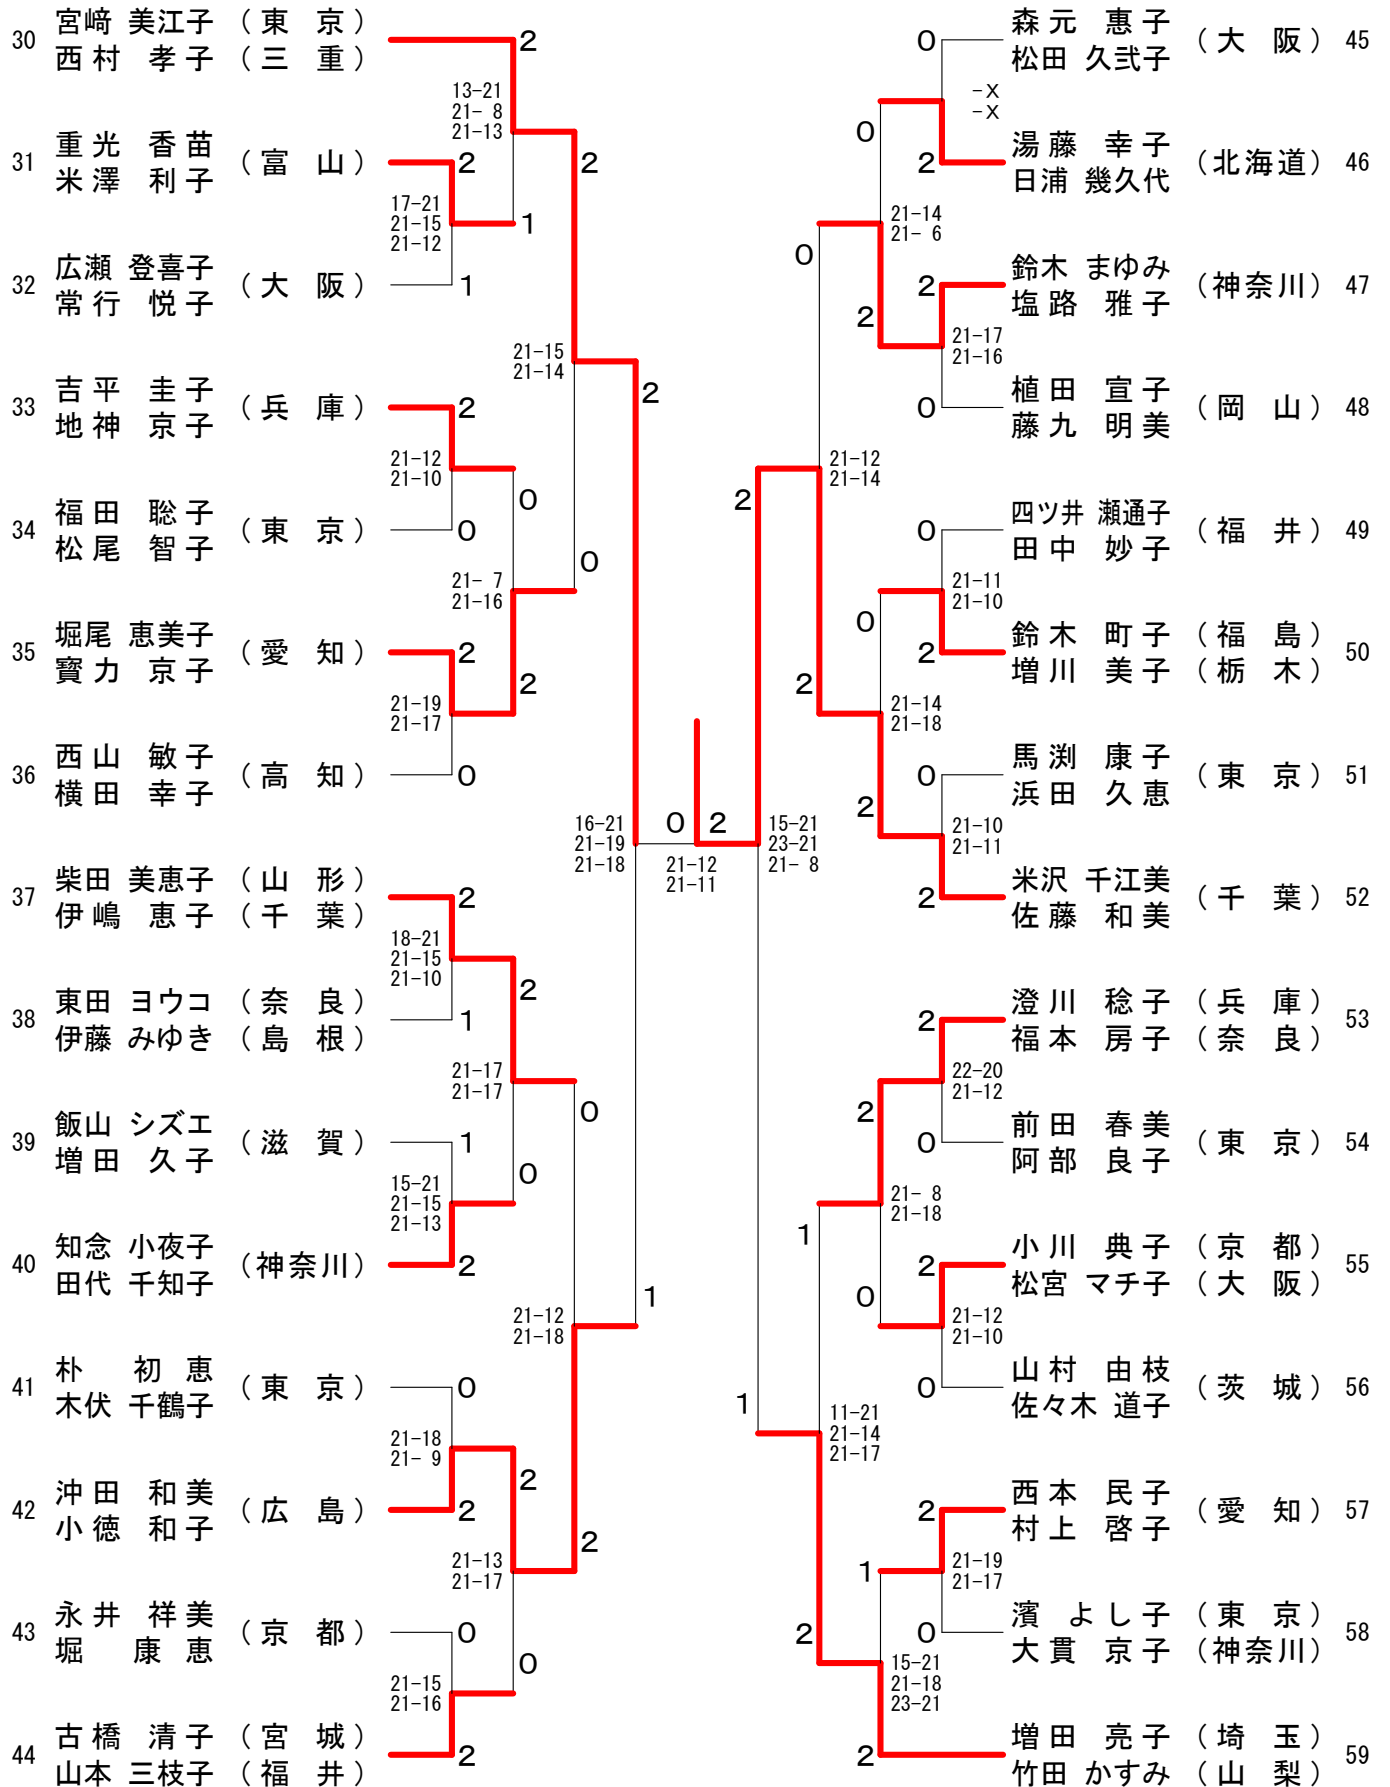 30 宮﨑 美江子 （東 京）
西村 孝子 （三 重）
2
13-21
21- 8
21-13
31 重光 香苗 （富 山）
米澤 利子
2
2
17-21
21-15
21-12
1
32 広瀬 登喜子 （大 阪）
常行 悦子
1
21-15
21-14
2
33 吉平 圭子 （兵 庫）
地神 京子
2
21-12
21-10
0
34 福田 聡子 （東 京）
松尾 智子
0
0
21- 7
21-16
35 堀尾 恵美子 （愛 知）
寳力 京子
2
2
21-19
21-17
36 西山 敏子 （高 知）
横田 幸子
0
16-21
21-19
21-18
0
2
21-12
21-11
37 柴田 美恵子 （山 形）
伊嶋 恵子 （千 葉）
2
18-21
21-15
21-10
2
38 東田 ヨウコ （奈 良）
伊藤 みゆき （島 根）
1
21-17
21-17
0
39 飯山 シズエ （滋 賀）
増田 久子
1
15-21
21-15
21-13
0
40 知念 小夜子 （神奈川）
田代 千知子
2
21-12
21-18
1
41 朴 初恵 （東 京）
木伏 千鶴子
0
21-18
21- 9
2
42 沖田 和美 （広 島）
小徳 和子
2
2
21-13
21-17
43 永井 祥美 （京 都）
堀 康恵
0
0
21-15
21-16
44 古橋 清子 （宮 城）
山本 三枝子 （福 井）
2
0
森元 惠子 （大 阪） 45
松田 久弐子
-X
-X
0
2
湯藤 幸子 （北海道） 46
日浦 幾久代
21-14
21- 6
0
2
鈴木 まゆみ （神奈川） 47
塩路 雅子
2
21-17
21-16
0
植田 宣子 （岡 山） 48
藤九 明美
21-12
21-14
2
0
四ツ井 瀬通子 （福 井） 49
田中 妙子
21-11
21-10
0
2
鈴木 町子 （福 島） 50
増川 美子 （栃 木）
2
21-14
21-18
0
馬渕 康子 （東 京） 51
浜田 久恵
2
21-10
21-11
15-21
23-21
21- 8
2
米沢 千江美 （千 葉） 52
佐藤 和美
2
澄川 稔子 （兵 庫） 53
福本 房子 （奈 良）
22-20
21-12
2
0
前田 春美 （東 京） 54
阿部 良子
21- 8
21-18
1
2
小川 典子 （京 都） 55
松宮 マチ子 （大 阪）
0
21-12
21-10
0
山村 由枝 （茨 城） 56
佐々木 道子
1
11-21
21-14
21-17
2
西本 民子 （愛 知） 57
村上 啓子
1
21-19
21-17
2
0
濱 よし子 （東 京） 58
大貫 京子 （神奈川）
15-21
21-18
23-21
2
増田 亮子 （埼 玉） 59
竹田 かすみ （山 梨）